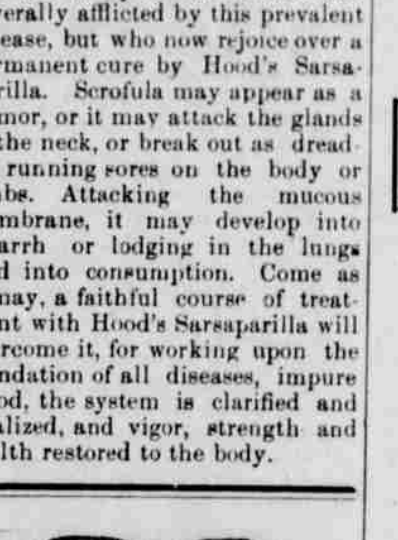 erally afflicted by this prevalent
ease, but who now rejoice over a
rmanent cure by Hood's Sarsa-
rilla. Scrofula may appear as a
mor, or it may attack the glands
the neck, or break out as dread-
running sores on the body or
bs. Attacking the mucous
mbrane, it may develop into
arrh or lodging in the lungs
d into consumption. Come as
may, a faithful course of treat-
nt with Hood's Sarsaparilla will
rcome it, for working upon the
ndation of all diseases, impure
od, the system is clarified and
alized, and vigor, strength and
lth restored to the body.